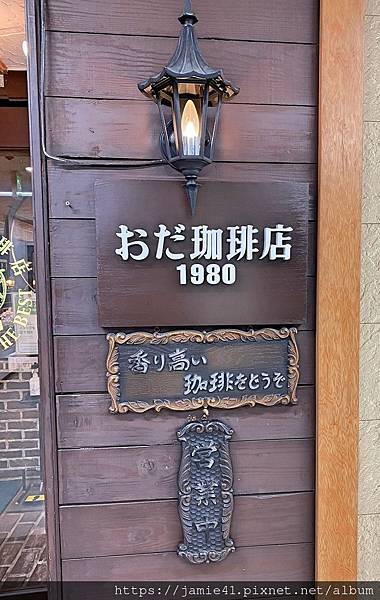 おだ珈琲店
1980
香り高い
珈琲をどうぞ
営業中
https://jamie41.pixnet.net/album